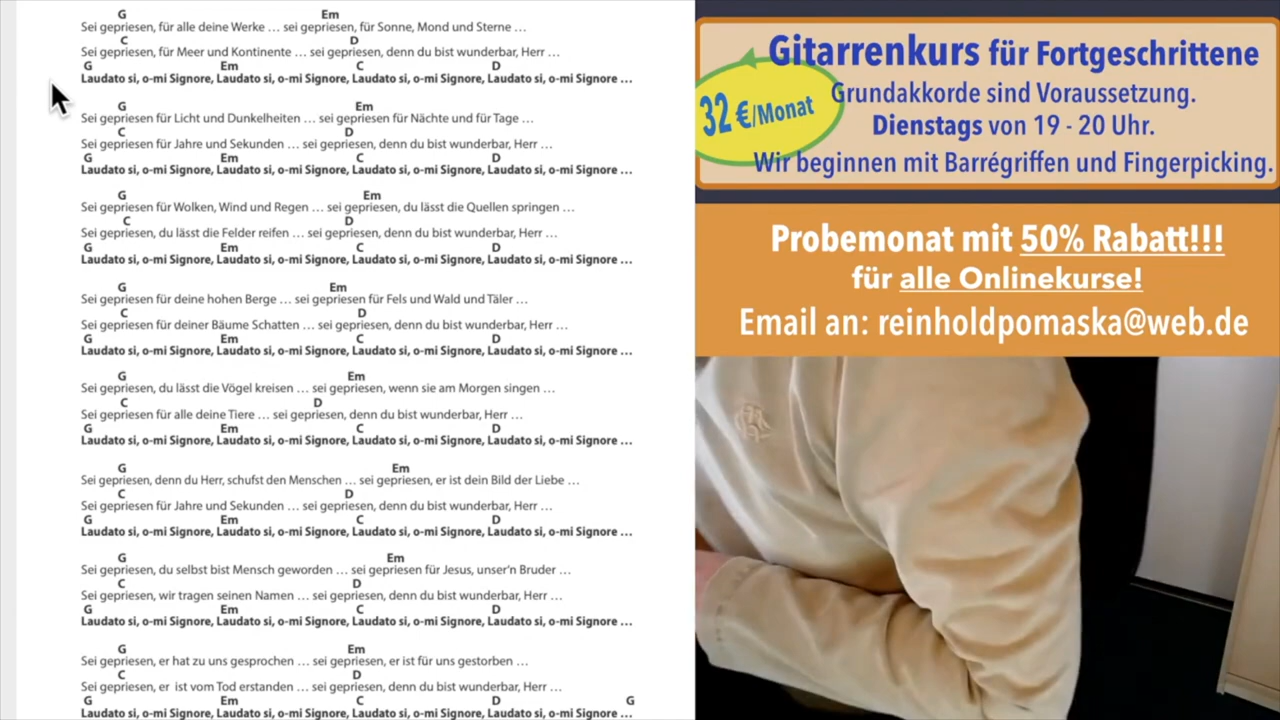 G Em
Sei gepriesen, für alle deine Werke … sei gepriesen, für Sonne, Mond und Sterne …
C D
Sei gepriesen, für Meer und Kontinente … sei gepriesen, denn du bist wunderbar, Herr …
G Em C D
Laudato si, o-mi Signore, Laudato si, o-mi Signore, Laudato si, o-mi Signore, Laudato si, o-mi Signore …
G Em
Sei gepriesen für Licht und Dunkelheiten … sei gepriesen für Nächte und für Tage …
C D
Sei gepriesen für Jahre und Sekunden … sei gepriesen, denn du bist wunderbar, Herr …
G Em C D
Laudato si, o-mi Signore, Laudato si, o-mi Signore, Laudato si, o-mi Signore, Laudato si, o-mi Signore …
G Em
Sei gepriesen für Wolken, Wind und Regen … sei gepriesen, du lässt die Quellen springen …
C D
Sei gepriesen, du lässt die Felder reifen … sei gepriesen, denn du bist wunderbar, Herr …
G Em C D
Laudato si, o-mi Signore, Laudato si, o-mi Signore, Laudato si, o-mi Signore, Laudato si, o-mi Signore …
G Em
Sei gepriesen für deine hohen Berge … sei gepriesen für Fels und Wald und Täler …
C D
Sei gepriesen für deiner Bäume Schatten … sei gepriesen, denn du bist wunderbar, Herr …
G Em C D
Laudato si, o-mi Signore, Laudato si, o-mi Signore, Laudato si, o-mi Signore, Laudato si, o-mi Signore …
G Em
Sei gepriesen, du lässt die Vögel kreisen … sei gepriesen, wenn sie am Morgen singen …
C D
Sei gepriesen für alle deine Tiere … sei gepriesen, denn du bist wunderbar, Herr …
G Em C D
Laudato si, o-mi Signore, Laudato si, o-mi Signore, Laudato si, o-mi Signore, Laudato si, o-mi Signore …
G Em
Sei gepriesen, denn du Herr, schufst den Menschen … sei gepriesen, er ist dein Bild der Liebe …
C D
Sei gepriesen für Jahre und Sekunden … sei gepriesen, denn du bist wunderbar, Herr …
G Em C D
Laudato si, o-mi Signore, Laudato si, o-mi Signore, Laudato si, o-mi Signore, Laudato si, o-mi Signore …
G Em
Sei gepriesen, du selbst bist Mensch geworden … sei gepriesen für Jesus, unser’n Bruder …
C D
Sei gepriesen, wir tragen seinen Namen … sei gepriesen, denn du bist wunderbar, Herr …
G Em C D
Laudato si, o-mi Signore, Laudato si, o-mi Signore, Laudato si, o-mi Signore, Laudato si, o-mi Signore …
G Em
Sei gepriesen, er hat zu uns gesprochen … sei gepriesen, er ist für uns gestorben …
C D
Sei gepriesen, er ist vom Tod erstanden … sei gepriesen, denn du bist wunderbar, Herr …
G Em C D G
Laudato si, o-mi Signore, Laudato si, o-mi Signore, Laudato si, o-mi Signore, Laudato si, o-mi Signore …
Gitarrenkurs für Fortgeschrittene
32 €/Monat
Grundakkorde sind Voraussetzung.
Dienstags von 19 - 20 Uhr.
Wir beginnen mit Barrégriffen und Fingerpicking.
Probemonat mit 50% Rabatt!!!
für alle Onlinekurse!
Email an: reinholdpomaska@web.de